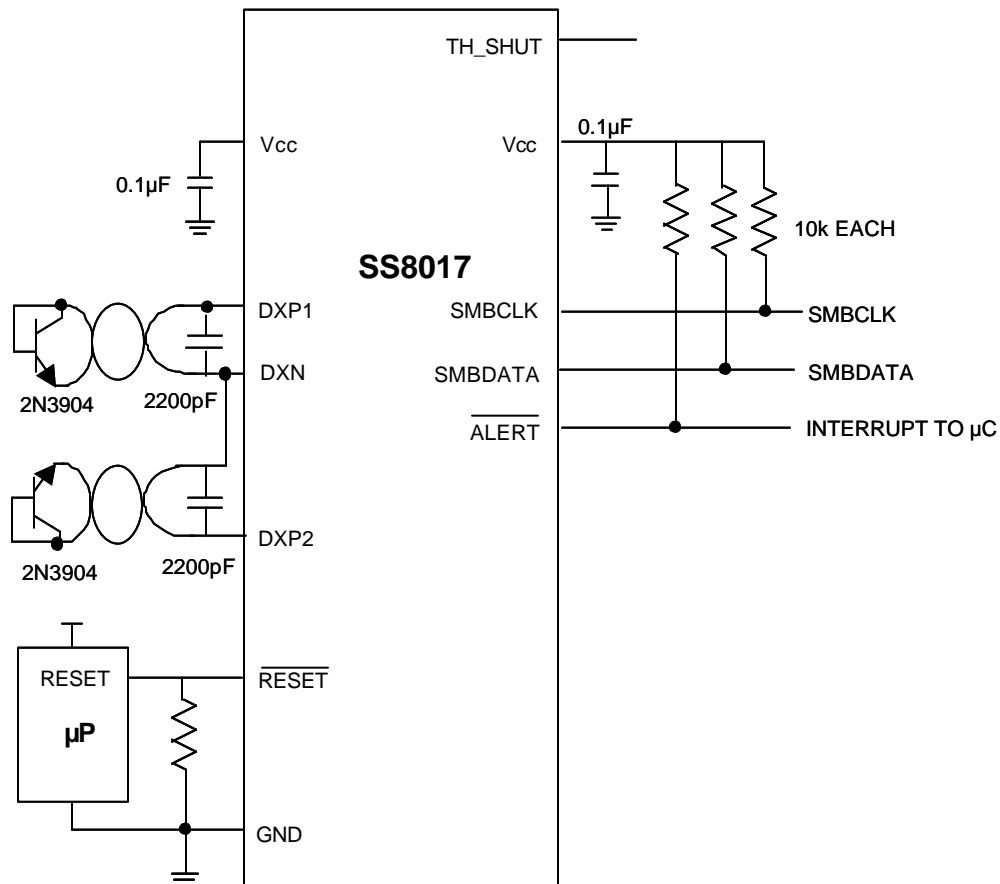 TH_SHUT
Vcc
0.1µF
0.1µF
Vcc
10k EACH
SS8017
DXP1
SMBCLK
SMBCLK
DXN
SMBDATA
SMBDATA
2N3904
2200pF
ALERT
INTERRUPT TO µC
DXP2
2N3904
2200pF
RESET
RESET
µP
GND